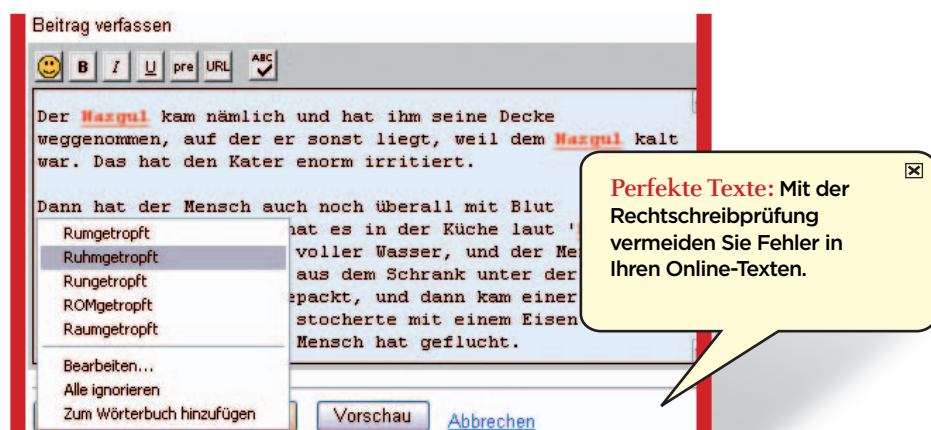 Beitrag verfassen
B I U pre URL ABC
Der Nazgul kam nämlich und hat ihm seine Decke
weggenommen, auf der er sonst liegt, weil dem Nazgul kalt
war. Das hat den Kater enorm irritiert.
Dann hat der Mensch auch noch überall mit Blut
Rumgetropft
hat es in der Küche laut '
Ruhmgetropft
voller Wasser, und der Me
Rungetropft
aus dem Schrank unter der
ROMgetropft
epackt, und dann kam einer
Raumgetropft
stocherte mit einem Eisen
Mensch hat geflucht.
Bearbeiten...
Alle ignorieren
Zum Wörterbuch hinzufügen
Vorschau Abbrechen
Perfekte Texte: Mit der
Rechtschreibprüfung
vermeiden Sie Fehler in
Ihren Online-Texten.